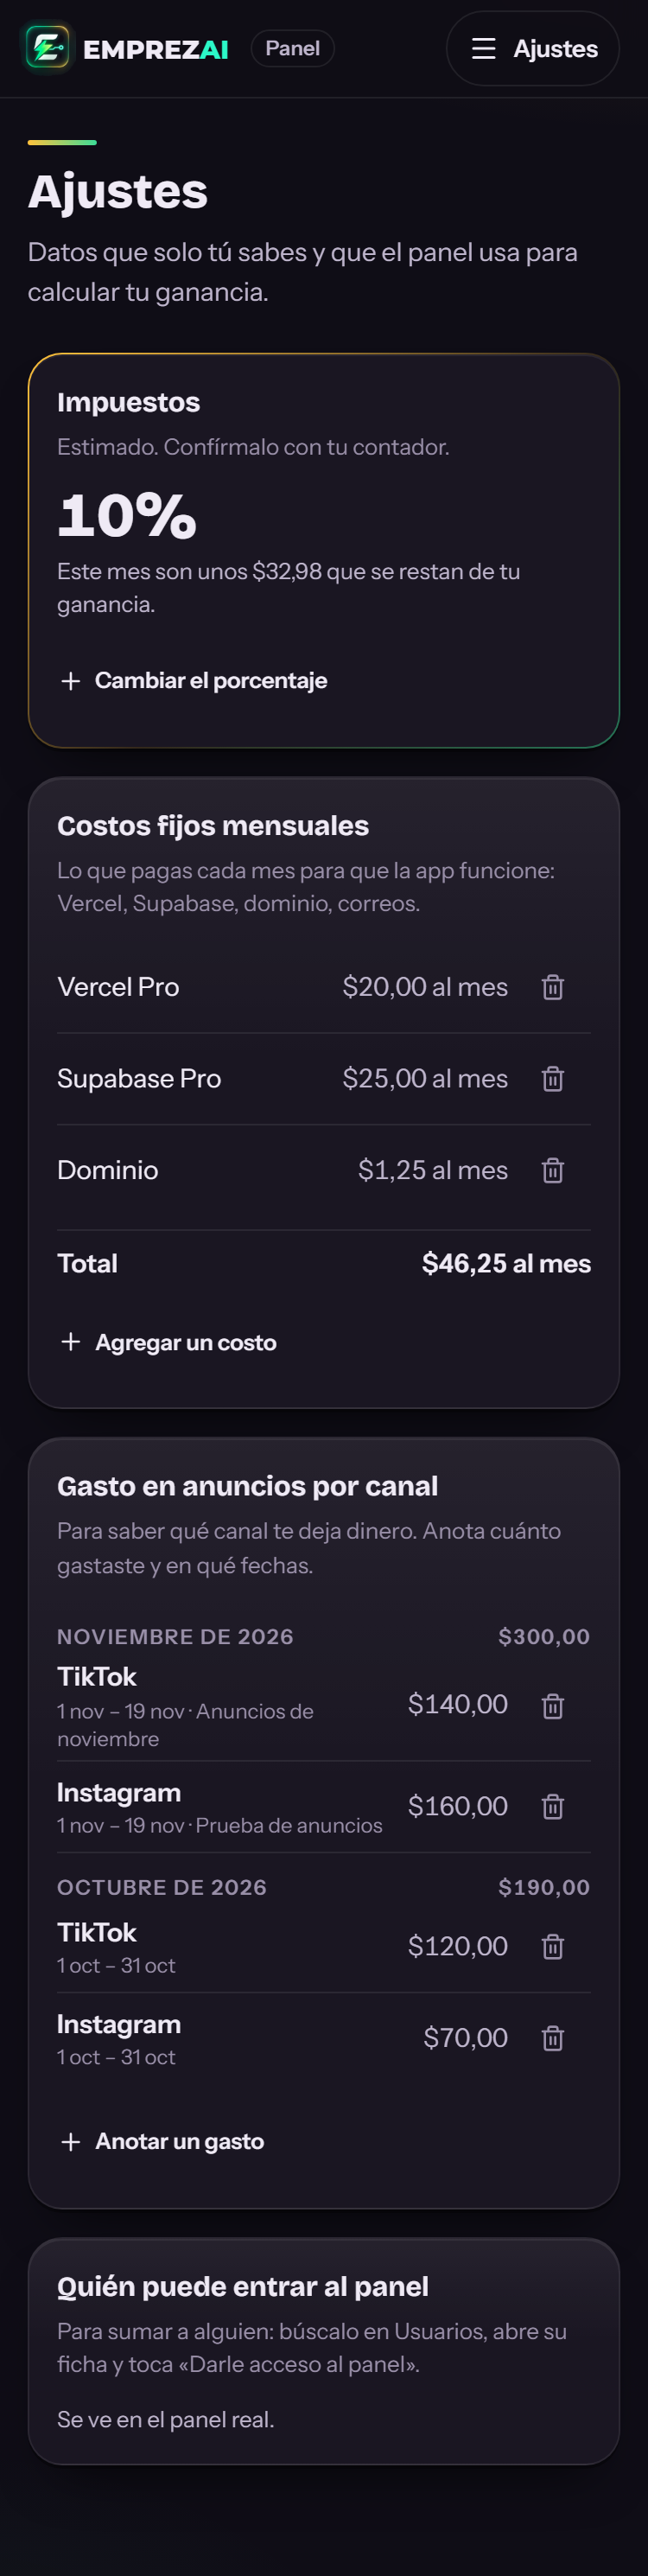 EMPREZAI
Panel
Ajustes
Ajustes
Datos que solo tú sabes y que el panel usa para
calcular tu ganancia.
Impuestos
Estimado. Confírmalo con tu contador.
10%
Este mes son unos $32,98 que se restan de tu
ganancia.
Cambiar el porcentaje
Costos fijos mensuales
Lo que pagas cada mes para que la app funcione:
Vercel, Supabase, dominio, correos.
Vercel Pro $20,00 al mes
Supabase Pro $25,00 al mes
Dominio $1,25 al mes
Total $46,25 al mes
Agregar un costo
Gasto en anuncios por canal
Para saber qué canal te deja dinero. Anota cuánto
gastaste y en qué fechas.
NOVIEMBRE DE 2026 $300,00
TikTok
1 nov – 19 nov · Anuncios de
noviembre
$140,00
Instagram
1 nov – 19 nov · Prueba de anuncios
$160,00
OCTUBRE DE 2026 $190,00
TikTok
1 oct – 31 oct
$120,00
Instagram
1 oct – 31 oct
$70,00
Anotar un gasto
Quién puede entrar al panel
Para sumar a alguien: búscalo en Usuarios, abre su
ficha y toca «Darle acceso al panel».
Se ve en el panel real.